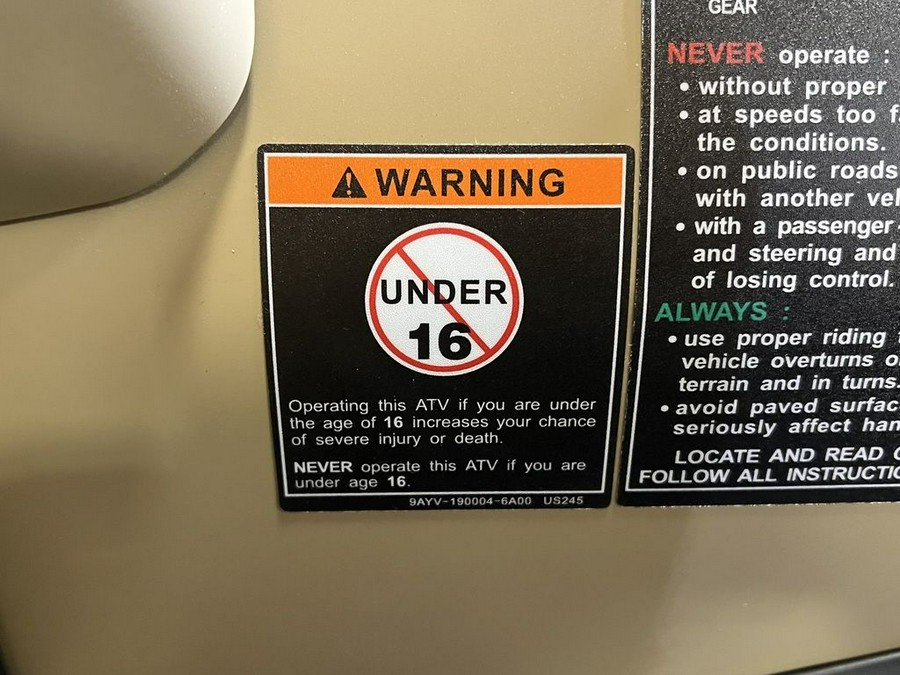 WARNING
UNDER
16
Operating this ATV if you are under
the age of 16 increases your chance
of severe injury or death.
NEVER operate this ATV if you are
under age 16.
9AYV-190004-6A00 US245
GEAR
NEVER operate :
• without proper
• at speeds too
the conditions.
• on public roads
with another
• with a passenger
and steering and
of losing control.
ALWAYS :
• use proper riding
vehicle overturns
terrain and in turns.
• avoid paved
seriously affect
LOCATE AND READ
FOLLOW ALL